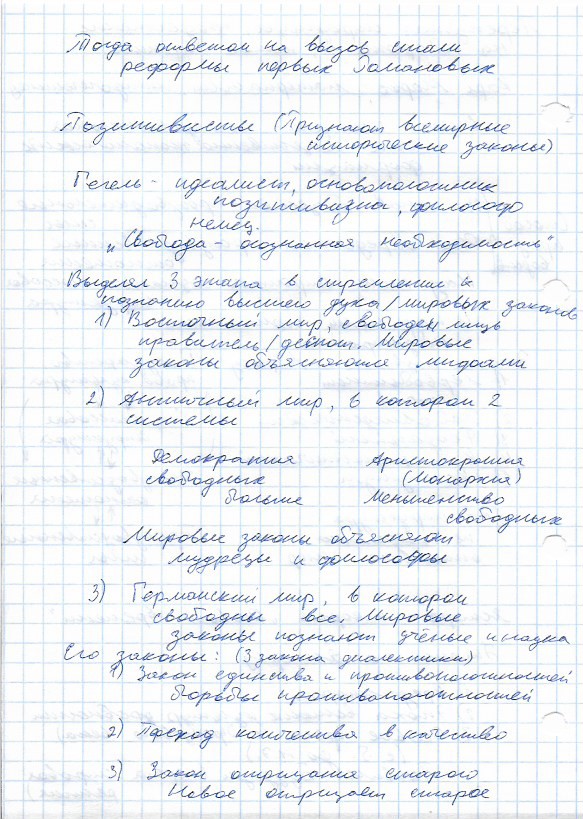 Тогда ответом на вызов стали
реформы первых Романовых
Позитивисты (Признают всемирные
исторические законы)
Гегель - идеалист, основоположник
позитивизма, философ
немец.
„Свобода - осознанная необходимость"
Выделял 3 этапа в стремлении к
познанию высшего духа/мировых законов
1) Восточный мир, свободен лишь
правитель/деспот. Мировые
законы объясняются мифами
2) Античный мир, в котором 2
системы
Демократия Аристократия
свободных (Монархия)
больше Меньшенство
свободных
Мировые законы объясняют
мудрецы и философы
3) Германский мир, в котором
свободны все. Мировые
законы познают учёные и наука
Его законы: (3 закона диалектики)
1) Закон единства и противоположностей
борьбы противоположностей
2) Переход количества в качество
3) Закон отрицания старого
Новое отрицает старое